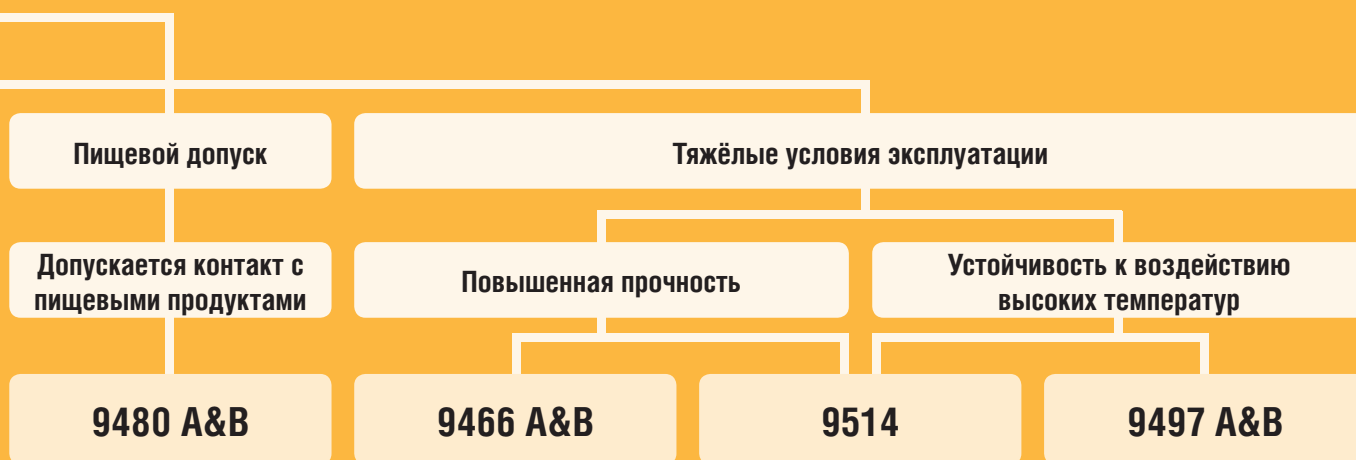 Пищевой допуск
Тяжёлые условия эксплуатации
Допускается контакт с
пищевыми продуктами
Повышенная прочность
Устойчивость к воздействию
высоких температур
9480 A&B
9466 A&B
9514
9497 A&B